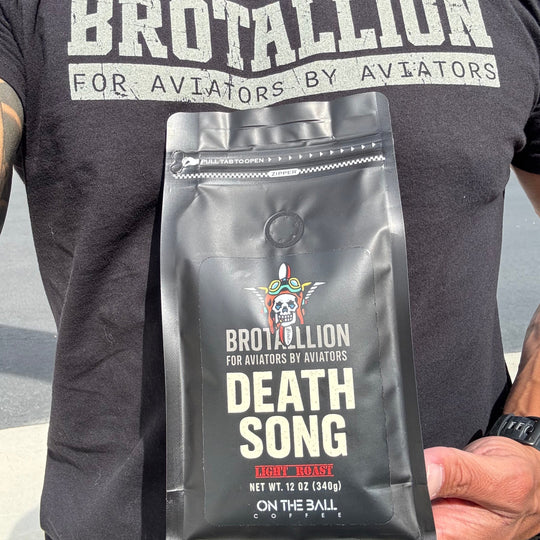 BROTALLION
FOR AVIATORS BY AVIATORS
PULL TAB TO OPEN
ZIPPER
BROTALLION
FOR AVIATORS BY AVIATORS
DEATH
SONG
LIGHT ROAST
NET WT. 12 OZ (340g)
ON THE BALL
COFFEE